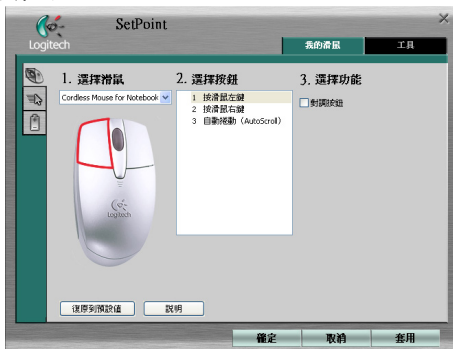 SetPoint
Logitech
我的滑鼠
工具
1. 選擇滑鼠
2. 選擇按鈕
3. 選擇功能
Cordless Mouse for Notebook
1 按滑鼠左鍵
2 按滑鼠右鍵
3 自動捲動（AutoScroll）
對調按鈕
Logitech
復原到預設值
說明
確定
取消
套用